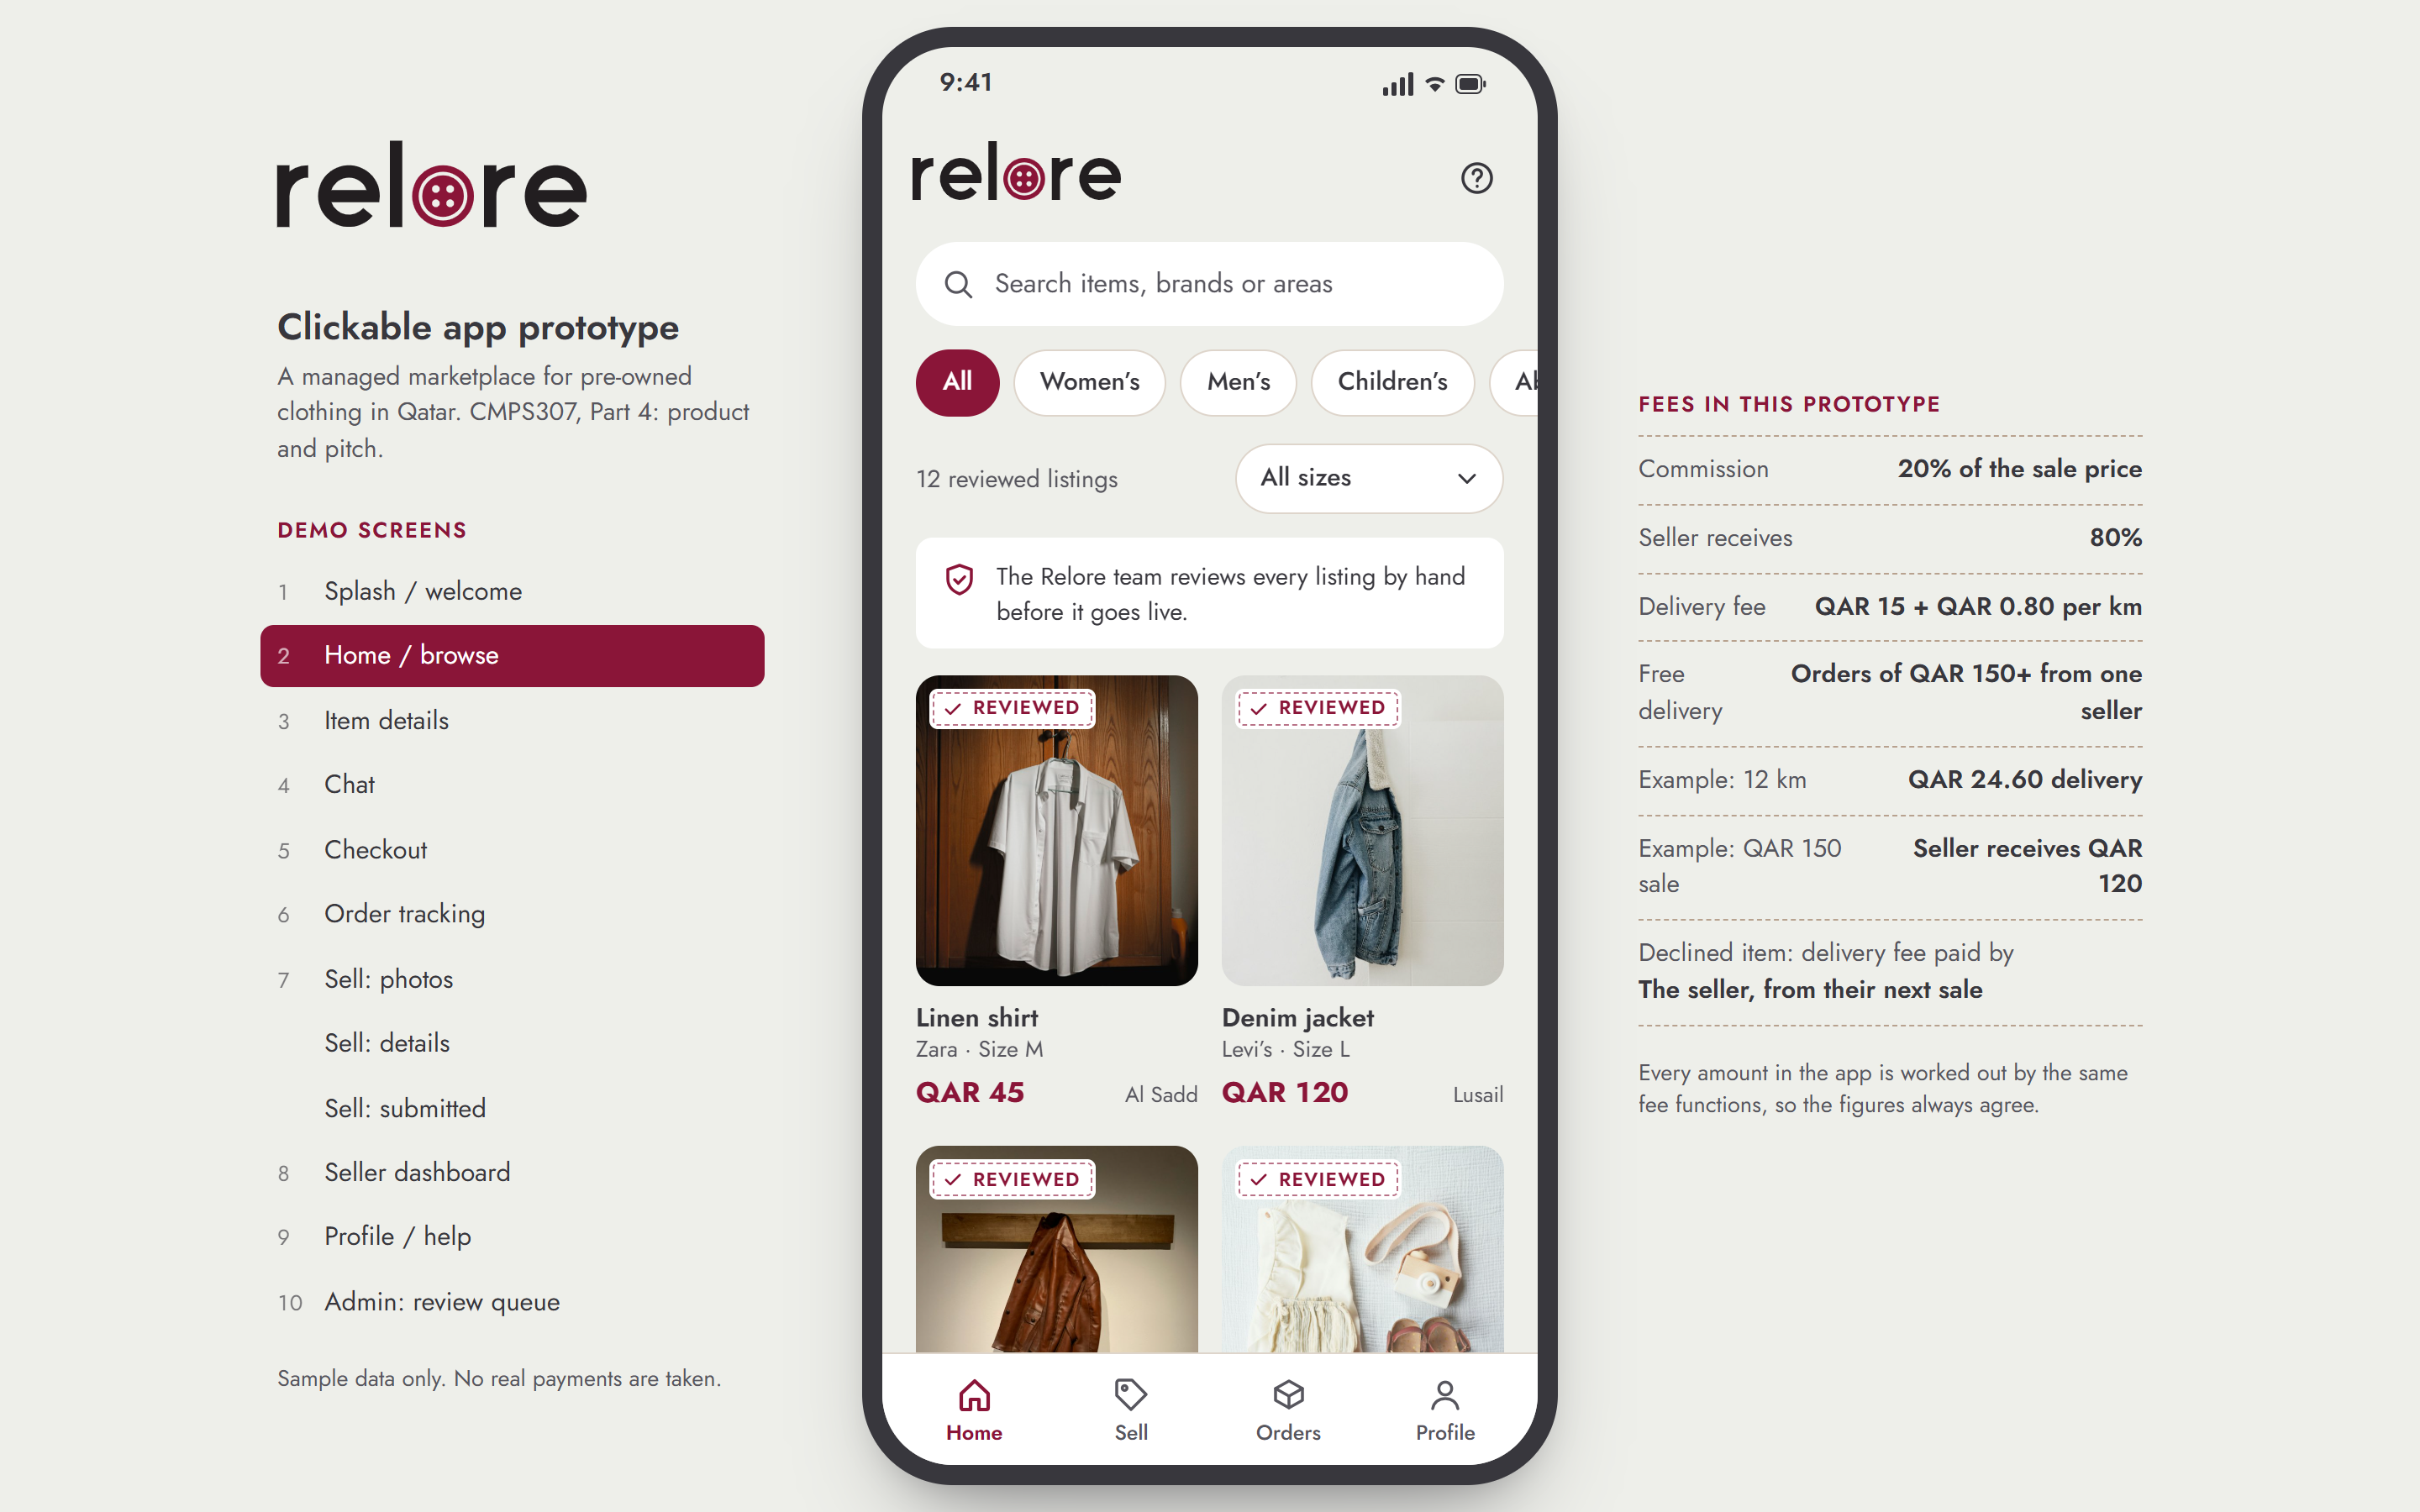 relore
Clickable app prototype
A managed marketplace for pre-owned
clothing in Qatar. CMPS307, Part 4: product
and pitch.
DEMO SCREENS
1 Splash / welcome
2 Home / browse
3 Item details
4 Chat
5 Checkout
6 Order tracking
7 Sell: photos
Sell: details
Sell: submitted
8 Seller dashboard
9 Profile / help
10 Admin: review queue
Sample data only. No real payments are taken.
9:41
relore
Search items, brands or areas
All Women’s Men’s Children’s
12 reviewed listings All sizes
The Relore team reviews every listing by hand
before it goes live.
REVIEWED REVIEWED
Linen shirt Denim jacket
Zara · Size M Levi’s · Size L
QAR 45 Al Sadd QAR 120 Lusail
REVIEWED REVIEWED
Home Sell Orders Profile
FEES IN THIS PROTOTYPE
Commission 20% of the sale price
Seller receives 80%
Delivery fee QAR 15 + QAR 0.80 per km
Free Orders of QAR 150+ from one
delivery seller
Example: 12 km QAR 24.60 delivery
Example: QAR 150 Seller receives QAR
sale 120
Declined item: delivery fee paid by
The seller, from their next sale
Every amount in the app is worked out by the same
fee functions, so the figures always agree.